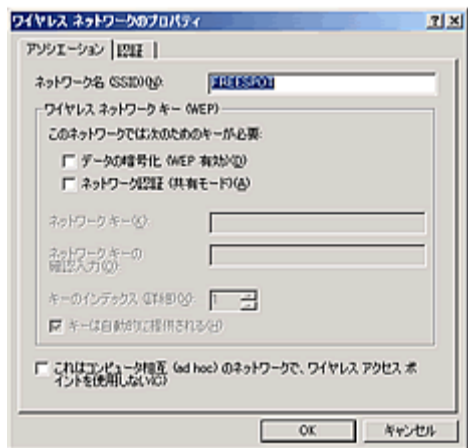 ワイヤレス ネットワークのプロパティ
アソシエーション 認証
ネットワーク名 (SSID)(N): FREESPOT
ワイヤレス ネットワーク キー (WEP)
このネットワークでは次のためのキーが必要:
データの暗号化 (WEP 有効)(D)
ネットワーク認証 (共有モード)(A)
ネットワーク キー(K):
ネットワーク キーの
確認入力(O):
キーのインデックス (詳細)(X): 1
キーは自動的に提供される(H)
これはコンピュータ相互 (ad hoc) のネットワークで、ワイヤレス アクセス ポ
イントを使用しない(C)
OK キャンセル